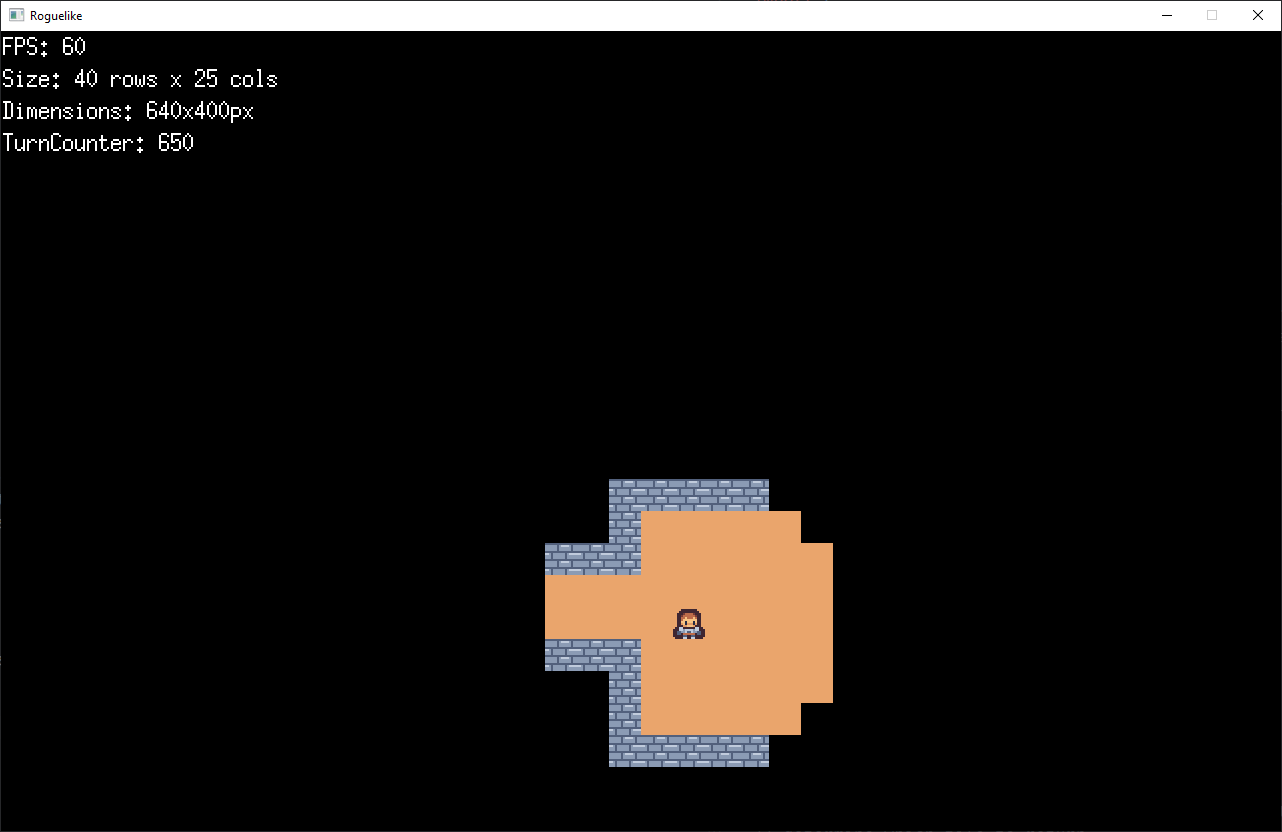 Roguelike
FPS: 60
Size: 40 rows x 25 cols
Dimensions: 640x400px
TurnCounter: 650